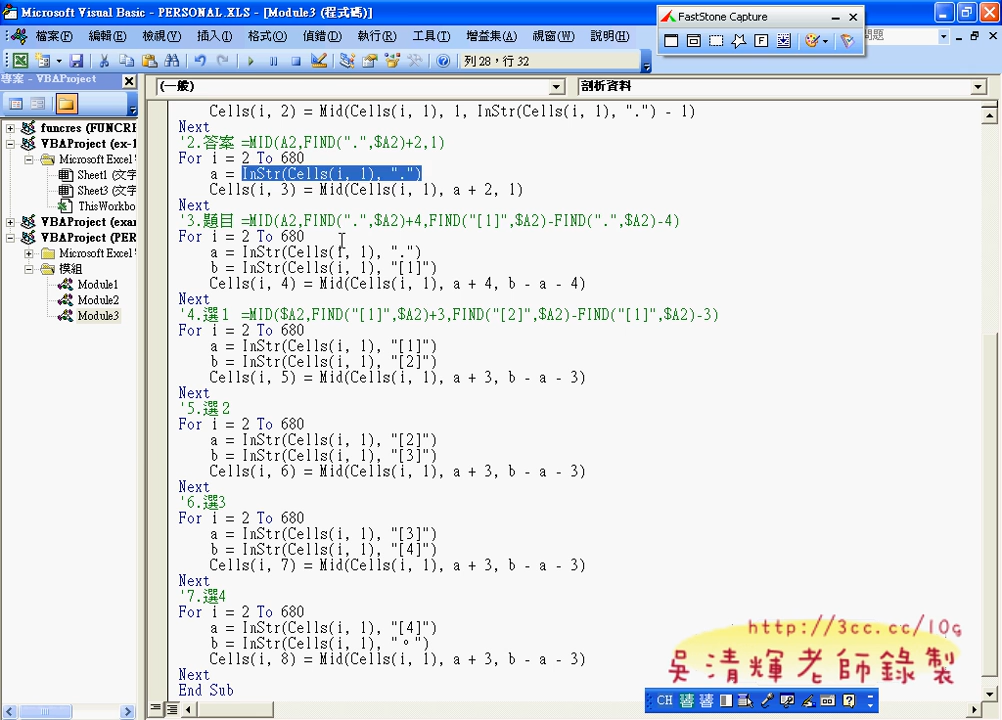 Microsoft Visual Basic - PERSONAL.XLS - [Module3 (程式碼)]
FastStone Capture
檔案(F) 編輯(E) 檢視(V) 插入(I) 格式(O) 偵錯(D) 執行(R) 工具(T) 增益集(A) 視窗(W) 說明(H)
問題
列 28，行 32
專案 - VBAProject
(一般)
剖析資料
funcres (FUNCRE
VBAProject (ex-1
Microsoft Excel
Sheet1 (文字
Sheet3 (文字
ThisWorkbo
VBAProject (exa
VBAProject (PER
Microsoft Excel
模組
Module1
Module2
Module3
Cells(i, 2) = Mid(Cells(i, 1), 1, InStr(Cells(i, 1), ".") - 1)
Next
'2.答案 =MID(A2,FIND(".",$A2)+2,1)
For i = 2 To 680
a = InStr(Cells(i, 1), ".")
Cells(i, 3) = Mid(Cells(i, 1), a + 2, 1)
Next
'3.題目 =MID(A2,FIND(".",$A2)+4,FIND("[1]",$A2)-FIND(".",$A2)-4)
For i = 2 To 680
a = InStr(Cells(i, 1), ".")
b = InStr(Cells(i, 1), "[1]")
Cells(i, 4) = Mid(Cells(i, 1), a + 4, b - a - 4)
Next
'4.選1 =MID($A2,FIND("[1]",$A2)+3,FIND("[2]",$A2)-FIND("[1]",$A2)-3)
For i = 2 To 680
a = InStr(Cells(i, 1), "[1]")
b = InStr(Cells(i, 1), "[2]")
Cells(i, 5) = Mid(Cells(i, 1), a + 3, b - a - 3)
Next
'5.選2
For i = 2 To 680
a = InStr(Cells(i, 1), "[2]")
b = InStr(Cells(i, 1), "[3]")
Cells(i, 6) = Mid(Cells(i, 1), a + 3, b - a - 3)
Next
'6.選3
For i = 2 To 680
a = InStr(Cells(i, 1), "[3]")
b = InStr(Cells(i, 1), "[4]")
Cells(i, 7) = Mid(Cells(i, 1), a + 3, b - a - 3)
Next
'7.選4
For i = 2 To 680
a = InStr(Cells(i, 1), "[4]")
b = InStr(Cells(i, 1), "。")
Cells(i, 8) = Mid(Cells(i, 1), a + 3, b - a - 3)
Next
End Sub
http://3cc.cc/10g
吳清輝老師錄製
CH